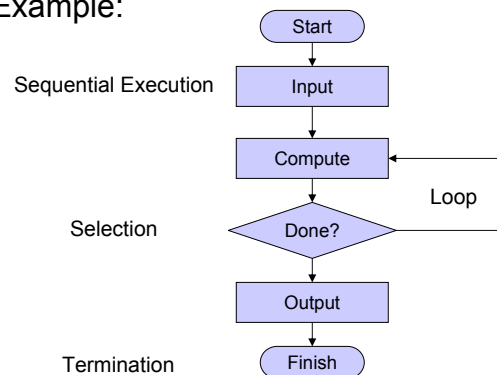 Example:
Start
Sequential Execution
Input
Compute
Loop
Selection
Done?
Output
Termination
Finish